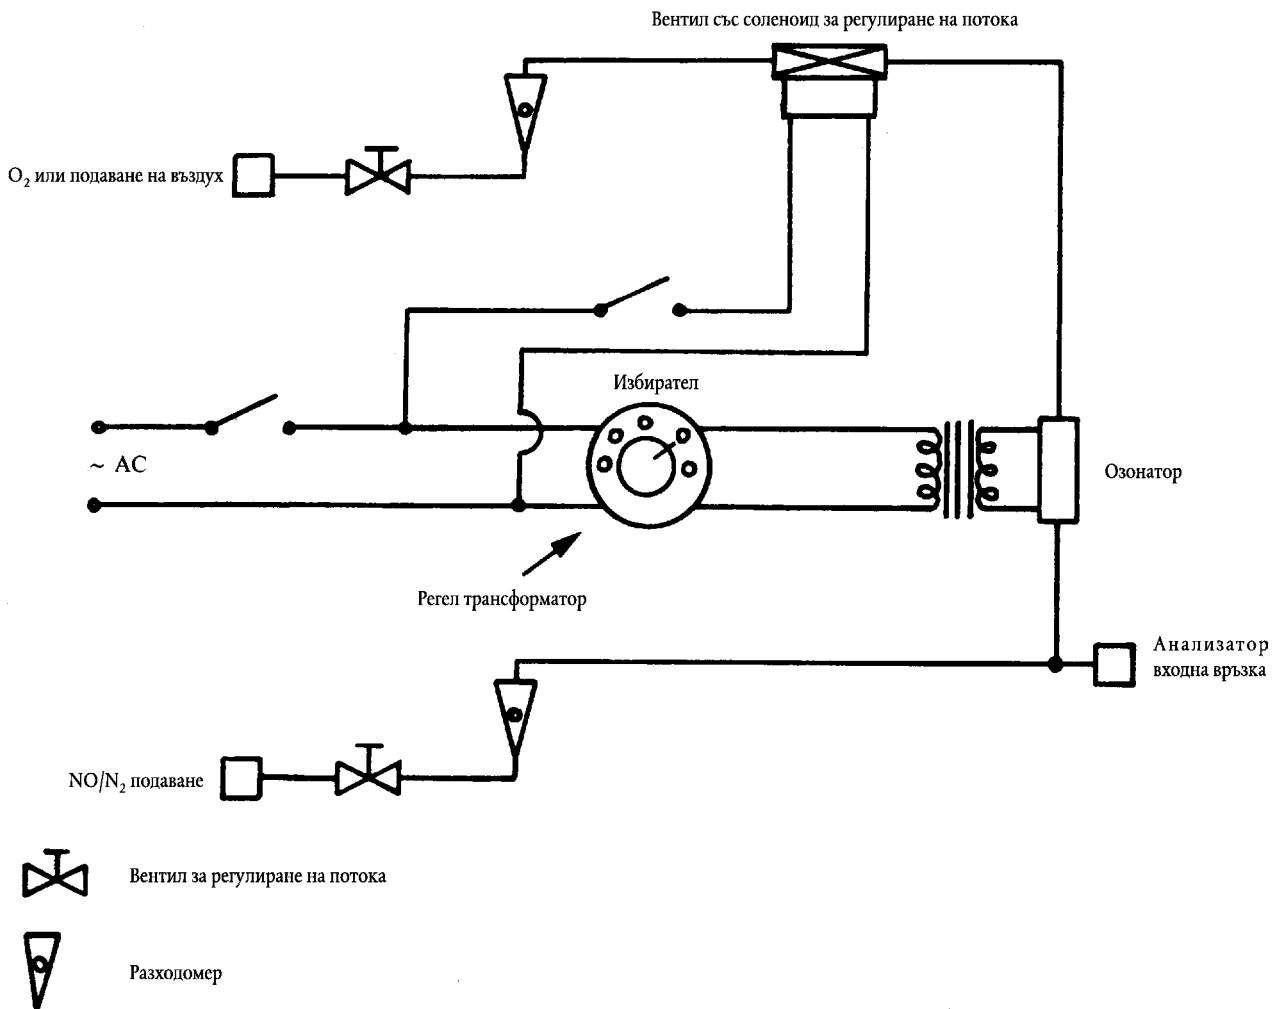 Вентил със соленоид за регулиране на потока
O₂ или подаване на въздух
Избирател
~ AC
Озонатор
Регел трансформатор
Анализатор
входна връзка
NO/N₂ подаване
Вентил за регулиране на потока
Разходомер